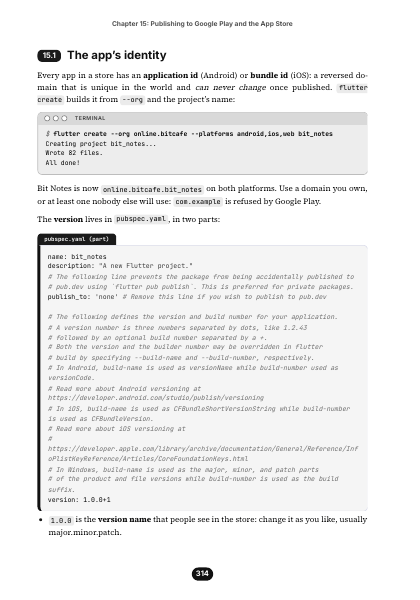 Chapter 15: Publishing to Google Play and the App Store
15.1 The app's identity
Every app in a store has an application id (Android) or bundle id (iOS): a reversed do-
main that is unique in the world and can never change once published. flutter
create builds it from --org and the project's name:
TERMINAL
$ flutter create --org online.bitcafe --platforms android,ios,web bit_notes
Creating project bit_notes...
Wrote 82 files.
All done!
Bit Notes is now online.bitcafe.bit_notes on both platforms. Use a domain you own,
or at least one nobody else will use: com.example is refused by Google Play.
The version lives in pubspec.yaml, in two parts:
pubspec.yaml (part)
name: bit_notes
description: "A new Flutter project."
# The following line prevents the package from being accidentally published to
# pub.dev using `flutter pub publish`. This is preferred for private packages.
publish_to: 'none' # Remove this line if you wish to publish to pub.dev
# The following defines the version and build number for your application.
# A version number is three numbers separated by dots, like 1.2.43
# followed by an optional build number separated by a +.
# Both the version and the builder number may be overridden in flutter
# build by specifying --build-name and --build-number, respectively.
# In Android, build-name is used as versionName while build-number used as
versionCode.
# Read more about Android versioning at
https://developer.android.com/studio/publish/versioning
# In iOS, build-name is used as CFBundleShortVersionString while build-number
is used as CFBundleVersion.
# Read more about iOS versioning at
#
https://developer.apple.com/library/archive/documentation/General/Reference/Inf
oPlistKeyReference/Articles/CoreFoundationKeys.html
# In Windows, build-name is used as the major, minor, and patch parts
# of the product and file versions while build-number is used as the build
suffix.
version: 1.0.0+1
• 1.0.0 is the version name that people see in the store: change it as you like, usually
major.minor.patch.
314